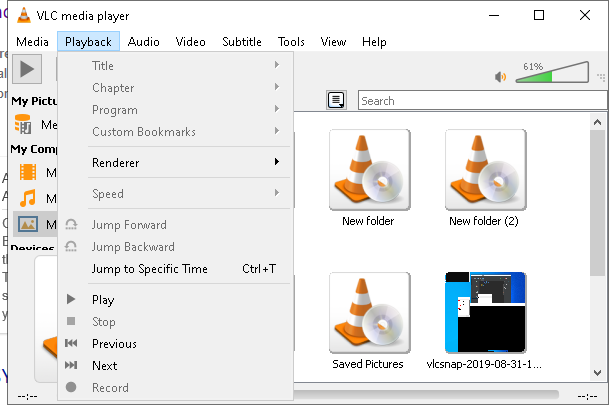 VLC media player
Media Playback Audio Video Subtitle Tools View Help
61%
Title
Chapter
Program
Custom Bookmarks
Renderer
Speed
Jump Forward
Jump Backward
Jump to Specific Time Ctrl+T
Play
Stop
Previous
Next
Record
Search
My Pictu
Me
My Comp
M
M
M
Devices
New folder
New folder (2)
Saved Pictures
vlcsnap-2019-08-31-1...
--:--
--:--